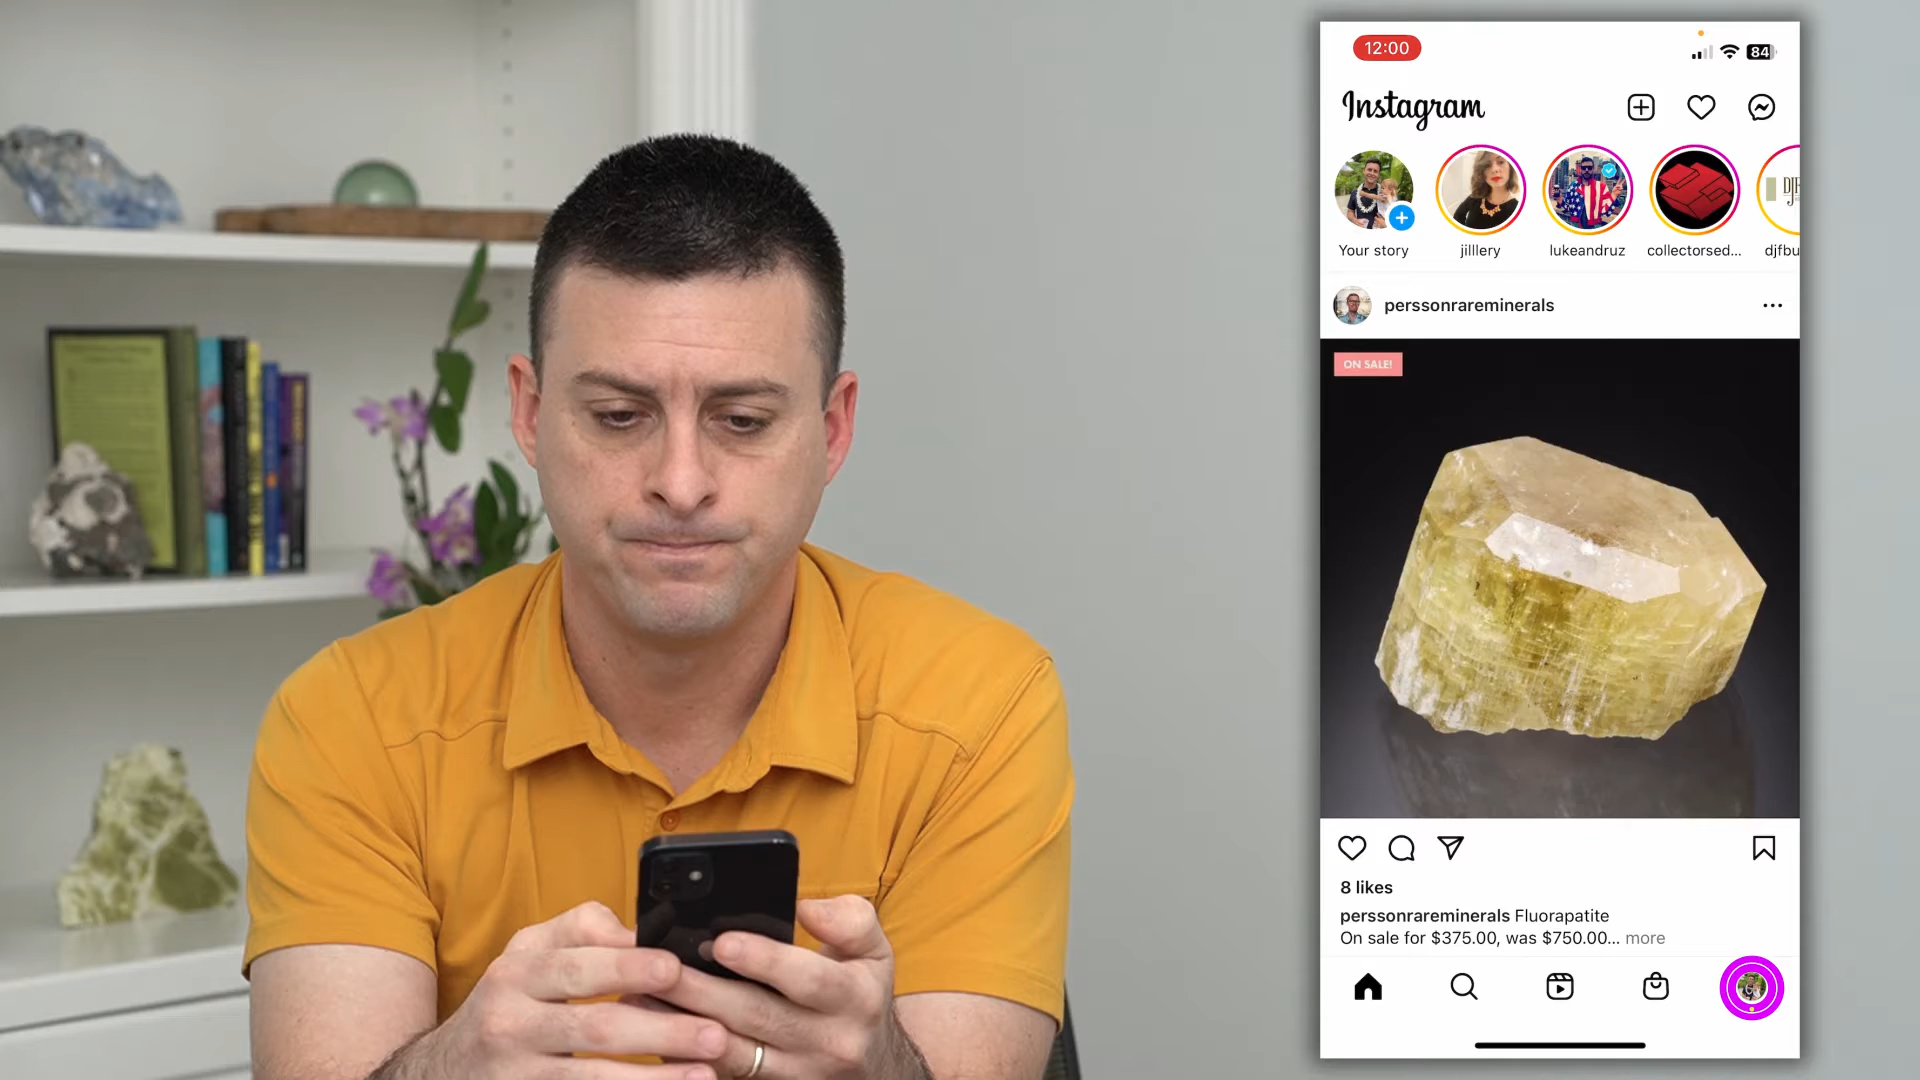 12:00
84
Instagram
Your story
jilllery
lukeandruz
collectorsed...
djfbu
perssonrareminerals
ON SALE!
8 likes
perssonrareminerals Fluorapatite
On sale for $375.00, was $750.00... more